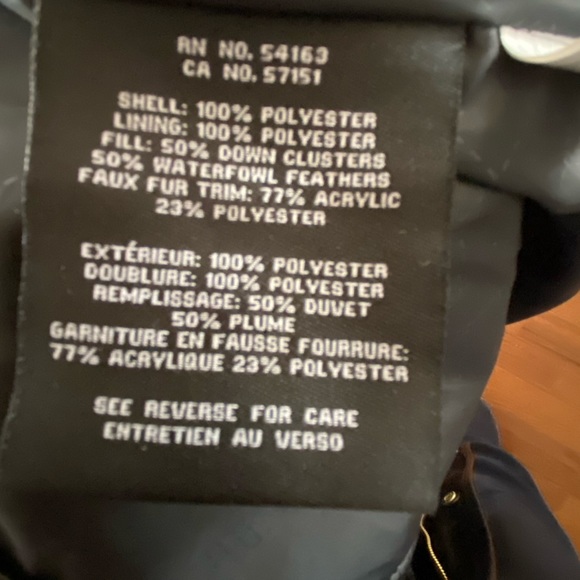 RN NO. 54163
CA NO. 57151
SHELL: 100% POLYESTER
LINING: 100% POLYESTER
FILL: 50% DOWN CLUSTERS
50% WATERFOWL FEATHERS
FAUX FUR TRIM: 77% ACRYLIC
23% POLYESTER
EXTÉRIEUR: 100% POLYESTER
DOUBLURE: 100% POLYESTER
REMPLISSAGE: 50% DUVET
50% PLUME
GARNITURE EN FAUSSE FOURRURE:
77% ACRYLIQUE 23% POLYESTER
SEE REVERSE FOR CARE
ENTRETIEN AU VERSO